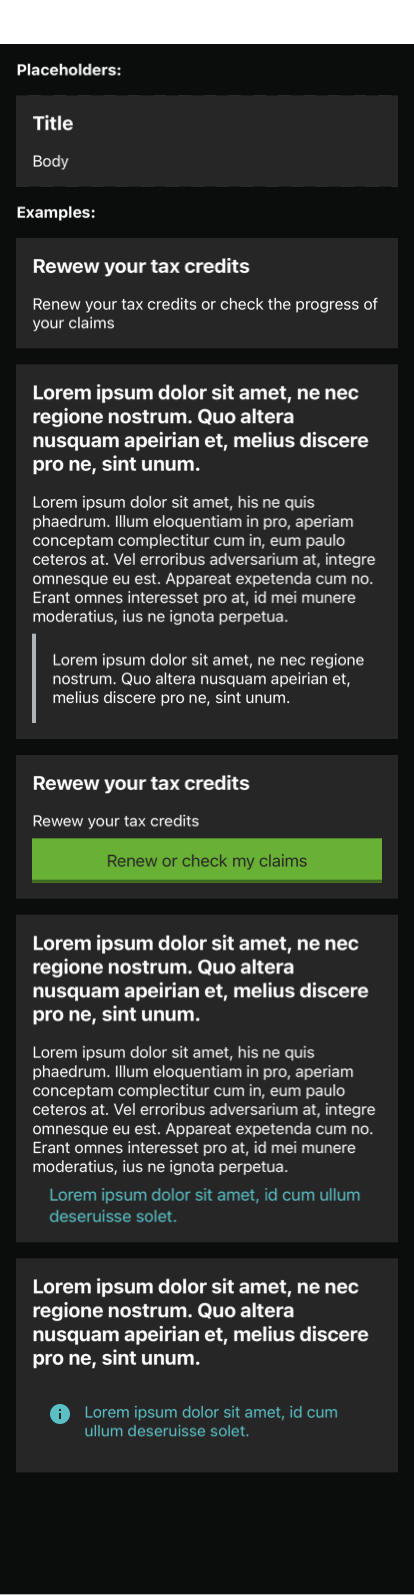 Placeholders:
Title
Body
Examples:
Rewew your tax credits
Renew your tax credits or check the progress of
your claims
Lorem ipsum dolor sit amet, ne nec
regione nostrum. Quo altera
nusquam apeirian et, melius discere
pro ne, sint unum.
Lorem ipsum dolor sit amet, his ne quis
phaedrum. Illum eloquentiam in pro, aperiam
conceptam complectitur cum in, eum paulo
ceteros at. Vel erroribus adversarium at, integre
omnesque eu est. Appareat expetenda cum no.
Erant omnes interesset pro at, id mei munere
moderatius, ius ne ignota perpetua.
Lorem ipsum dolor sit amet, ne nec regione
nostrum. Quo altera nusquam apeirian et,
melius discere pro ne, sint unum.
Rewew your tax credits
Rewew your tax credits
Renew or check my claims
Lorem ipsum dolor sit amet, ne nec
regione nostrum. Quo altera
nusquam apeirian et, melius discere
pro ne, sint unum.
Lorem ipsum dolor sit amet, his ne quis
phaedrum. Illum eloquentiam in pro, aperiam
conceptam complectitur cum in, eum paulo
ceteros at. Vel erroribus adversarium at, integre
omnesque eu est. Appareat expetenda cum no.
Erant omnes interesset pro at, id mei munere
moderatius, ius ne ignota perpetua.
Lorem ipsum dolor sit amet, id cum ullum
deseruisse solet.
Lorem ipsum dolor sit amet, ne nec
regione nostrum. Quo altera
nusquam apeirian et, melius discere
pro ne, sint unum.
Lorem ipsum dolor sit amet, id cum
ullum deseruisse solet.